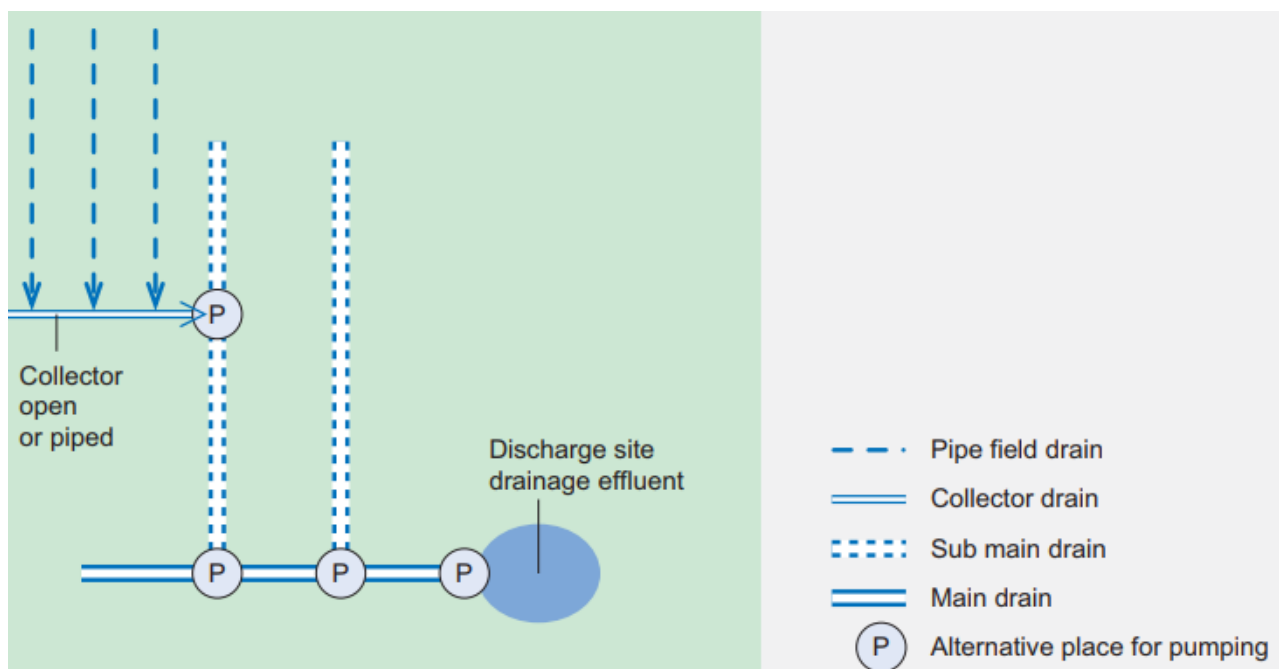 P
Collector
open
or piped
Discharge site
drainage effluent
P
P
P
Pipe field drain
Collector drain
Sub main drain
Main drain
P
Alternative place for pumping